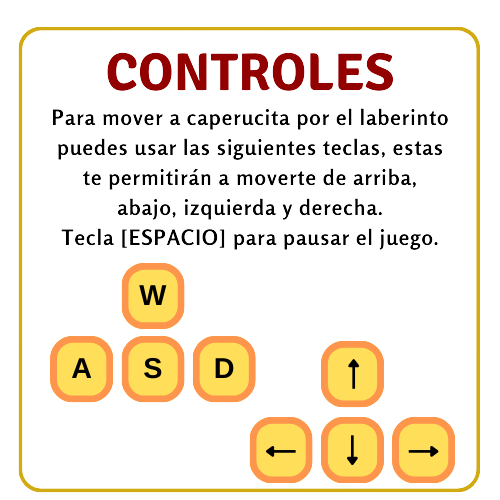 CONTROLES
Para mover a caperucita por el laberinto
puedes usar las siguientes teclas, estas
te permitirán a moverte de arriba,
abajo, izquierda y derecha.
Tecla [ESPACIO] para pausar el juego.
W
A S D
↑
← ↓ →